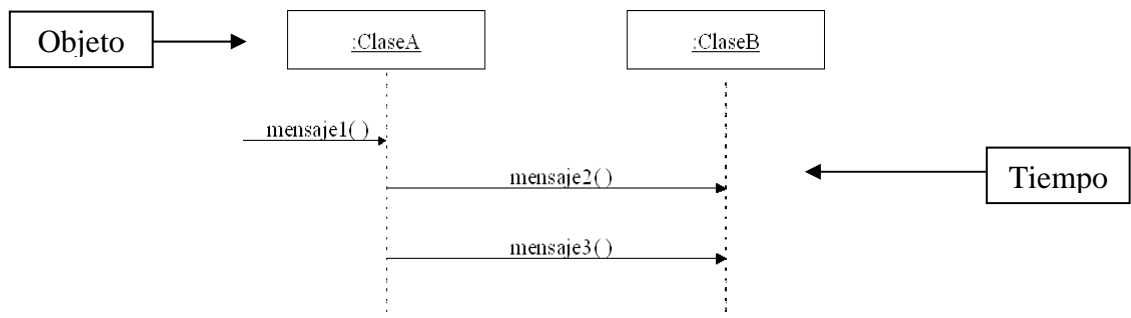 Objeto
:ClaseA
:ClaseB
mensaje1( )
mensaje2()
Tiempo
mensaje3()